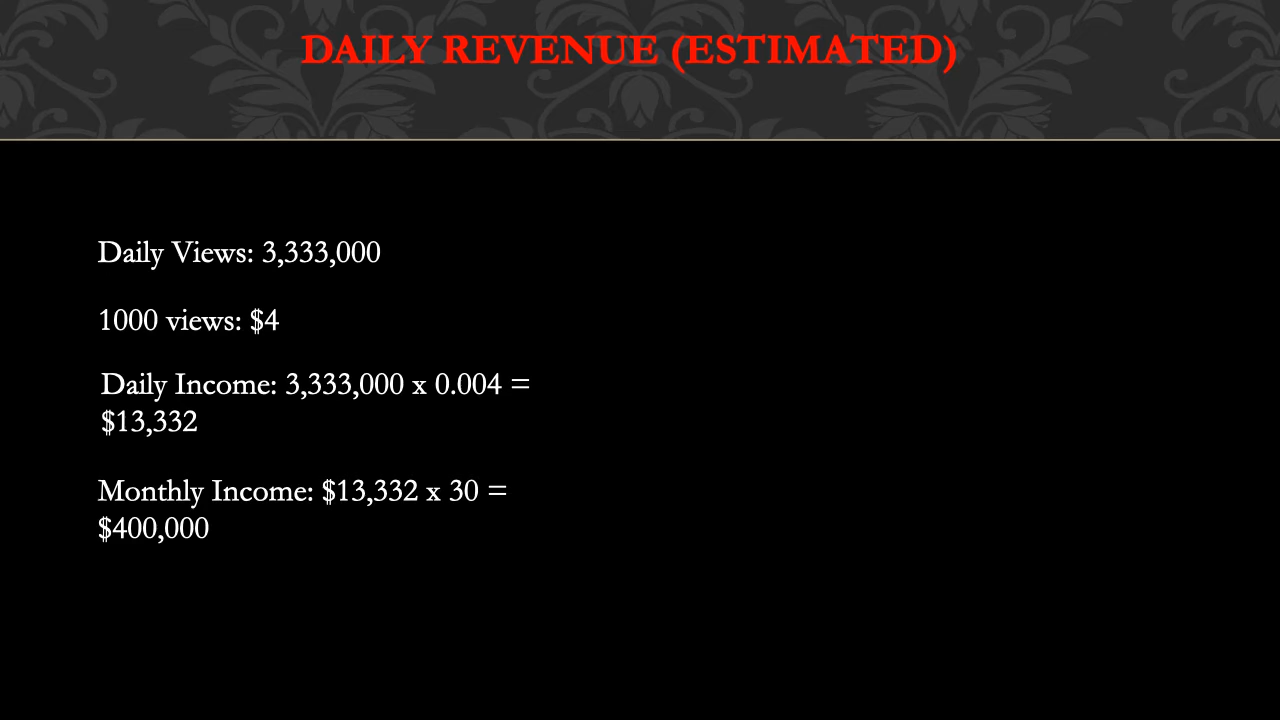 DAILY REVENUE (ESTIMATED)
Daily Views: 3,333,000
1000 views: $4
Daily Income: 3,333,000 x 0.004 =
$13,332
Monthly Income: $13,332 x 30 =
$400,000